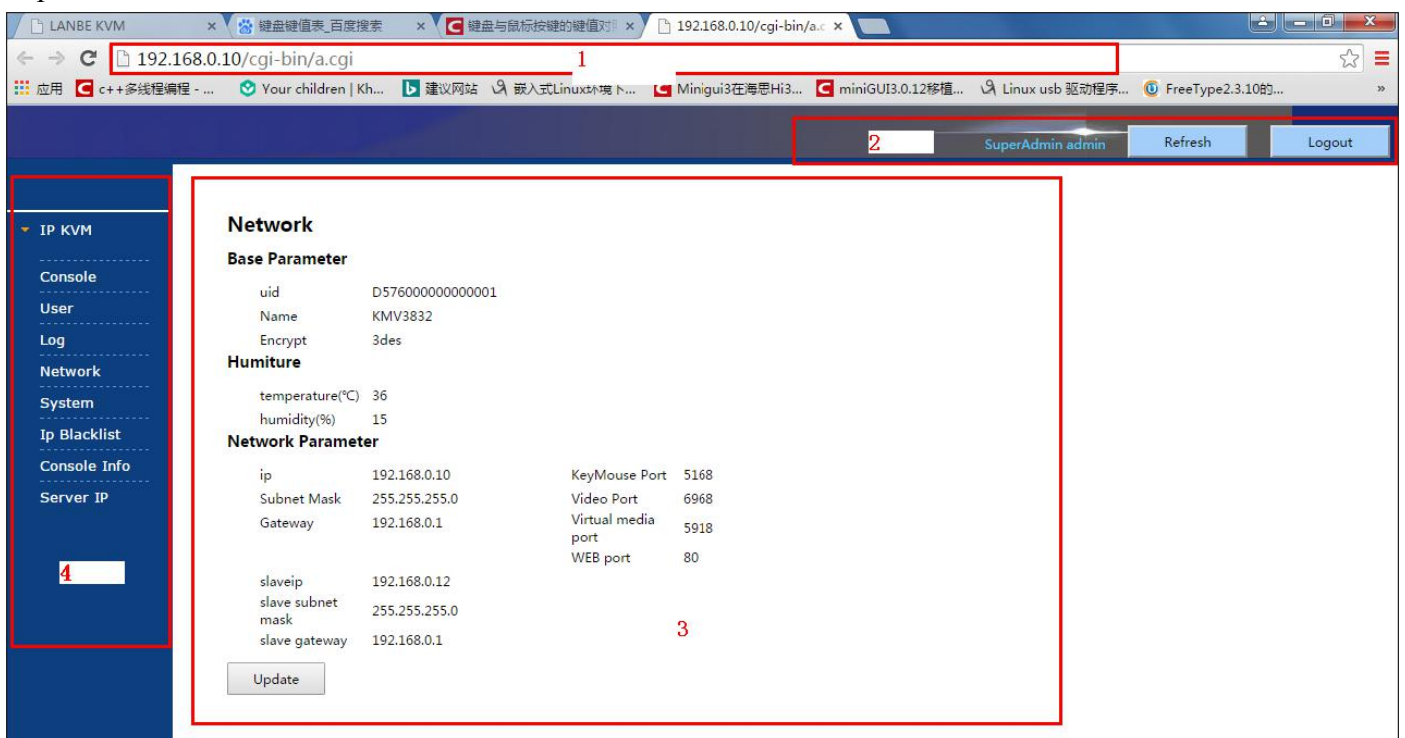 LANBE KVM
键盘键值表_百度搜索
键盘与鼠标按键的键值对
192.168.0.10/cgi-bin/a.c
192.168.0.10/cgi-bin/a.cgi
1
应用 c++多线程编程 - ... Your children | Kh... 建议网站 嵌入式Linux环境下... Minigui3在海思Hi3... miniGUI3.0.12移植... Linux usb 驱动程序... FreeType2.3.10的... »
2 SuperAdmin admin Refresh Logout
IP KVM
Console
User
Log
Network
System
Ip Blacklist
Console Info
Server IP
4
Network
Base Parameter
uid D576000000000001
Name KMV3832
Encrypt 3des
Humiture
temperature(℃) 36
humidity(%) 15
Network Parameter
ip 192.168.0.10 KeyMouse Port 5168
Subnet Mask 255.255.255.0 Video Port 6968
Gateway 192.168.0.1 Virtual media port 5918
WEB port 80
slaveip 192.168.0.12
slave subnet mask 255.255.255.0
slave gateway 192.168.0.1
3
Update